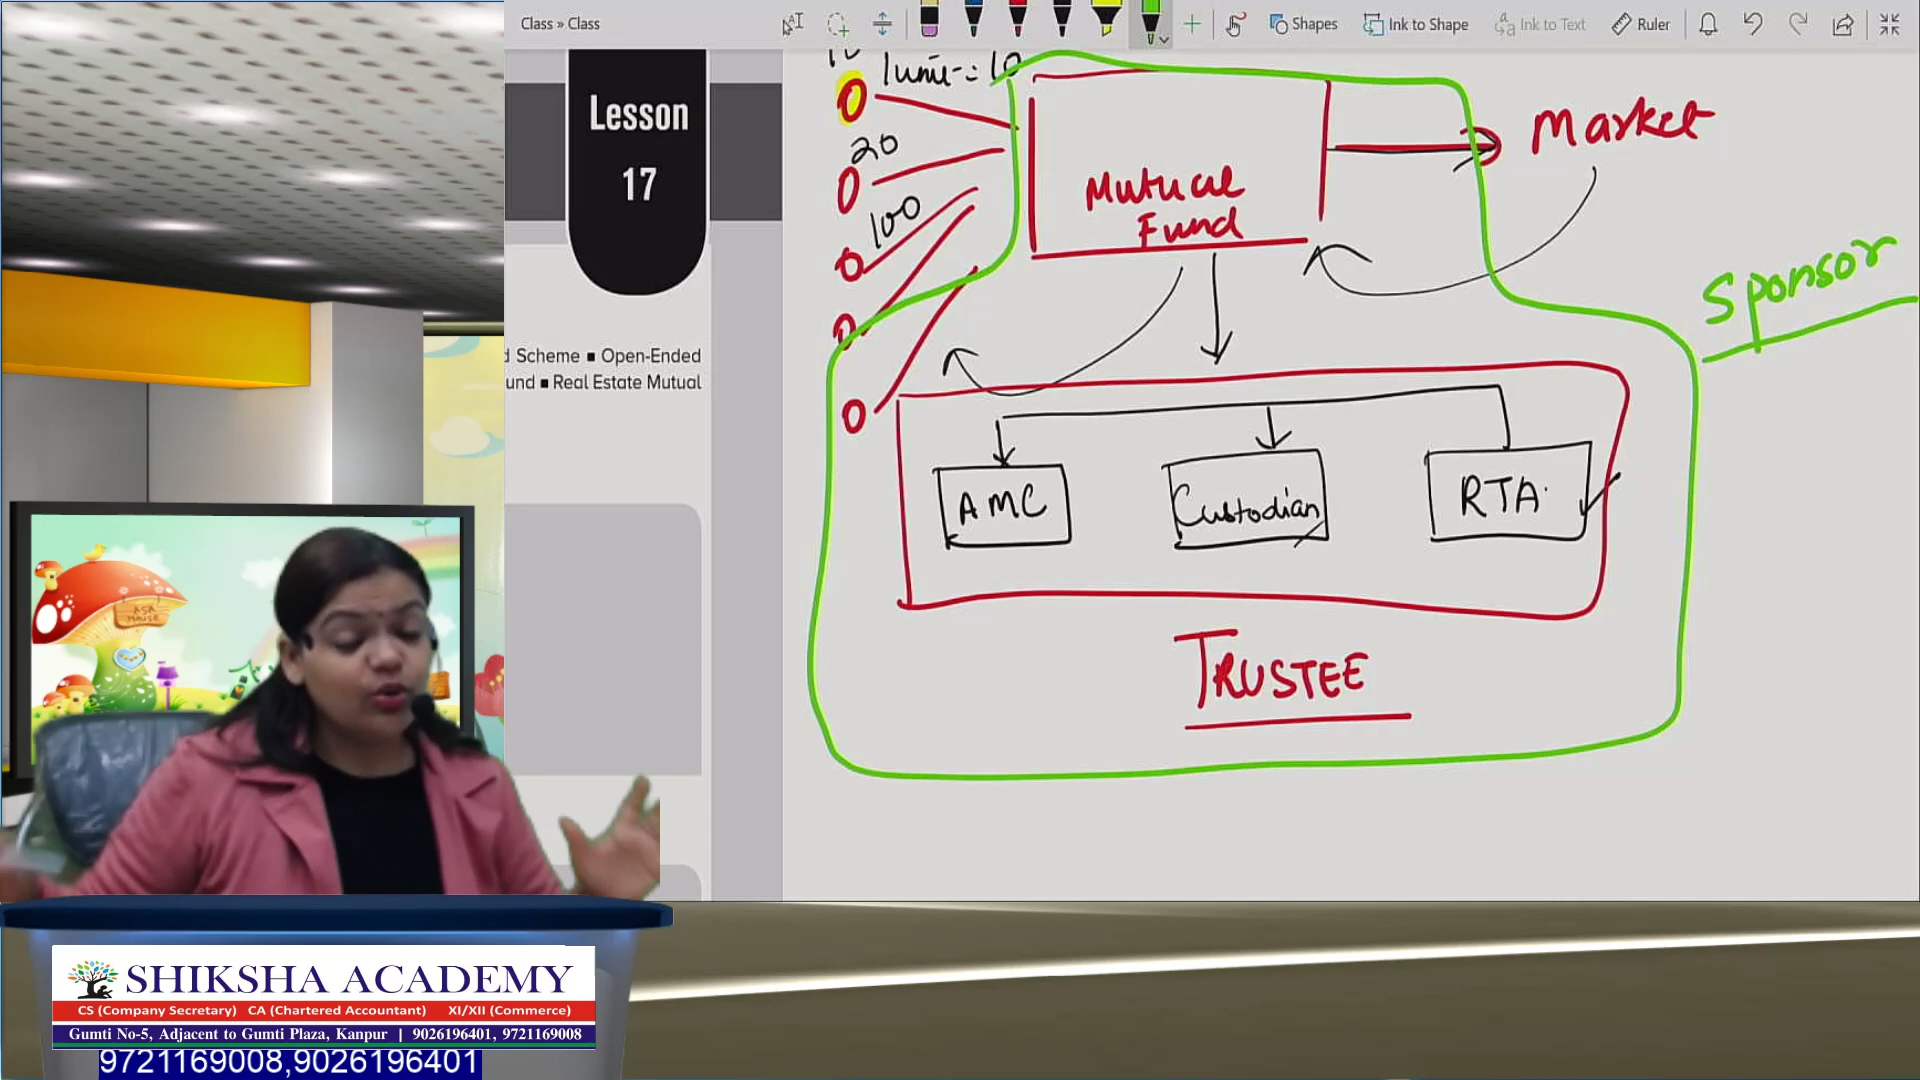 Class » Class
Shapes
Ink to Shape
Ink to Text
Ruler
Lesson
17
d Scheme ■ Open-Ended
und ■ Real Estate Mutual
= 10
20
100
Mutual
Fund
Market
Sponsor
AMC
Custodian
RTA
TRUSTEE
SHIKSHA ACADEMY
CS (Company Secretary) CA (Chartered Accountant) XI/XII (Commerce)
Gumti No-5, Adjacent to Gumti Plaza, Kanpur | 9026196401, 9721169008
9721169008,9026196401